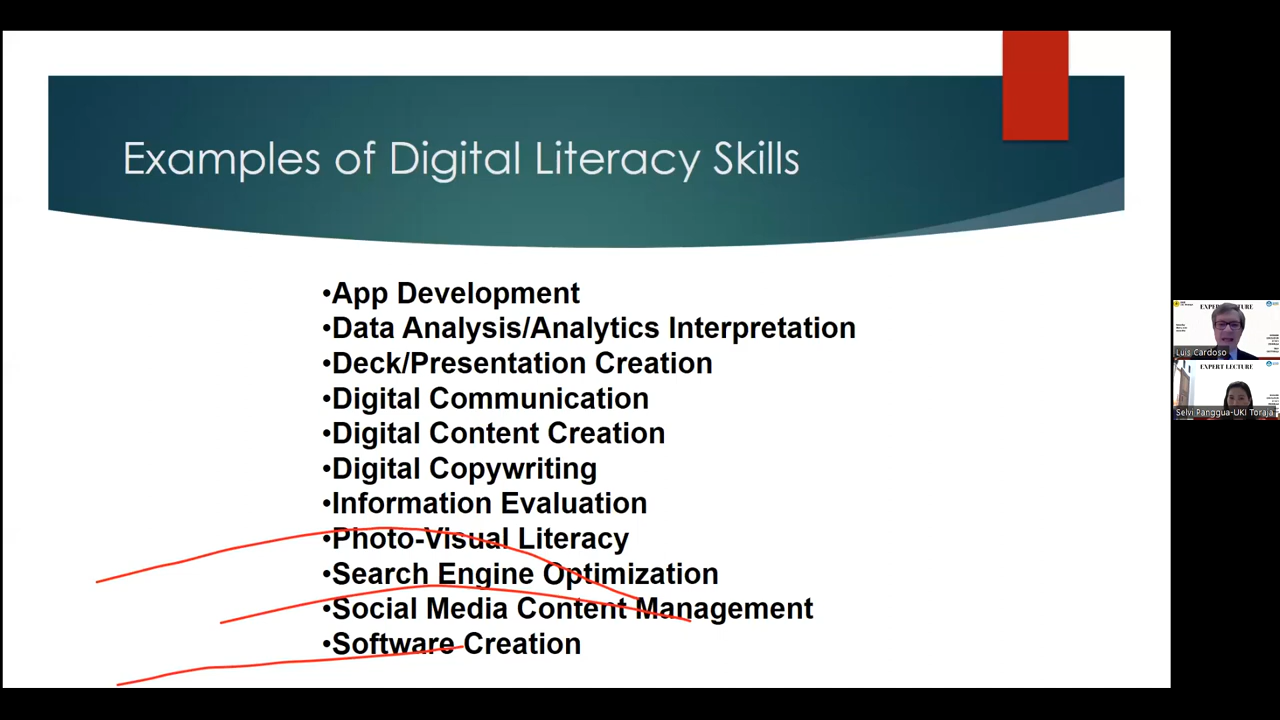 Examples of Digital Literacy Skills
•App Development
•Data Analysis/Analytics Interpretation
•Deck/Presentation Creation
•Digital Communication
•Digital Content Creation
•Digital Copywriting
•Information Evaluation
•Photo-Visual Literacy
•Search Engine Optimization
•Social Media Content Management
•Software Creation
Luis Cardoso
EXPERT LECTURE
Selvi Panggua-UKI Toraja